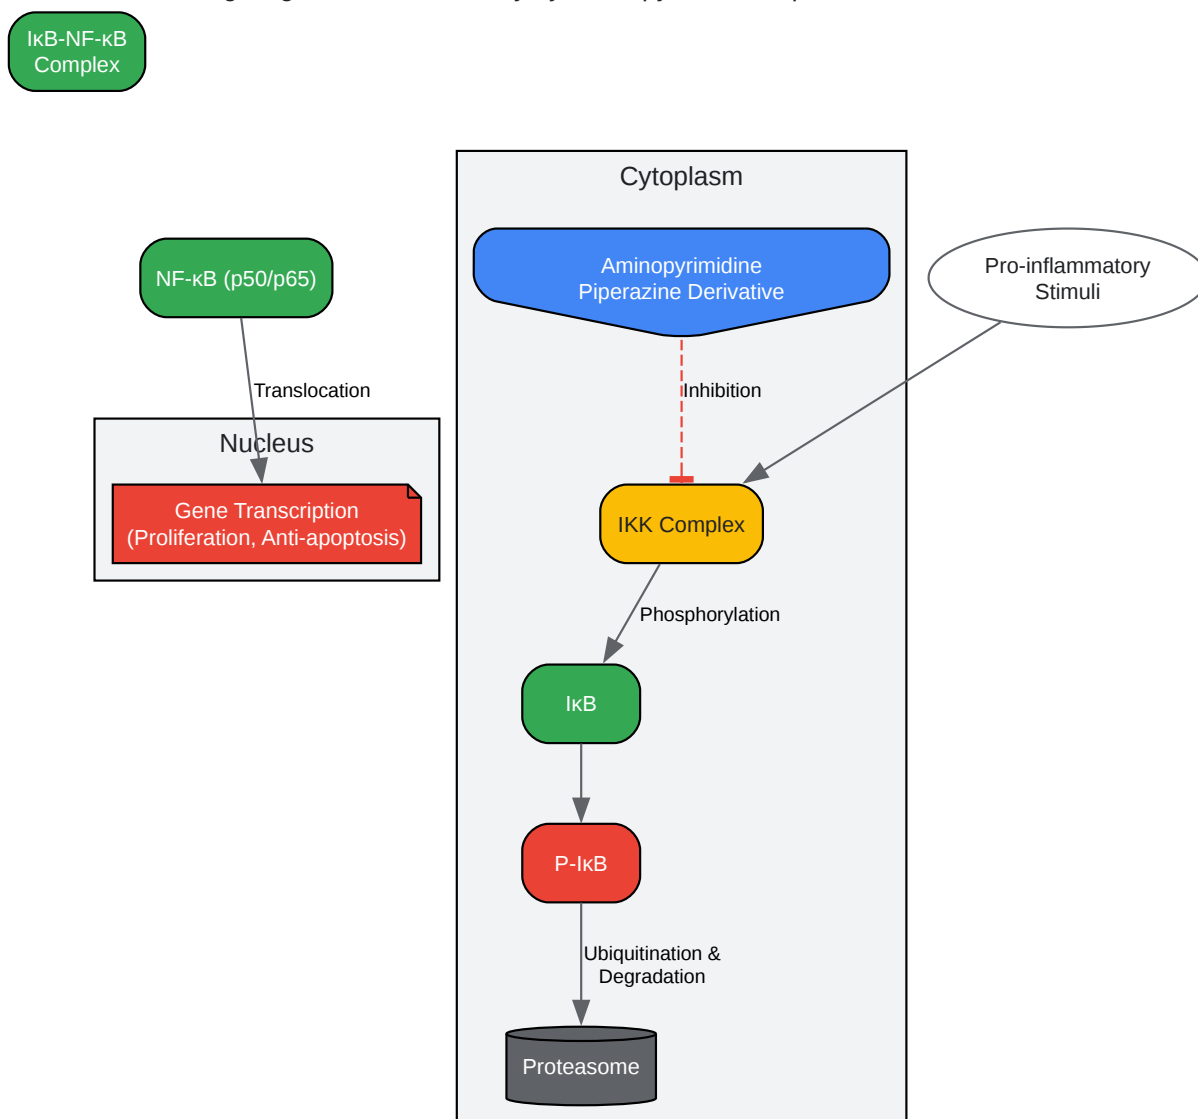 IκB-NF-κB
Complex
Cytoplasm
NF-κB (p50/p65)
Aminopyrimidine
Piperazine Derivative
Pro-inflammatory
Stimuli
Translocation
Inhibition
Nucleus
Gene Transcription
(Proliferation, Anti-apoptosis)
IKK Complex
Phosphorylation
IκB
P-IκB
Ubiquitination &
Degradation
Proteasome